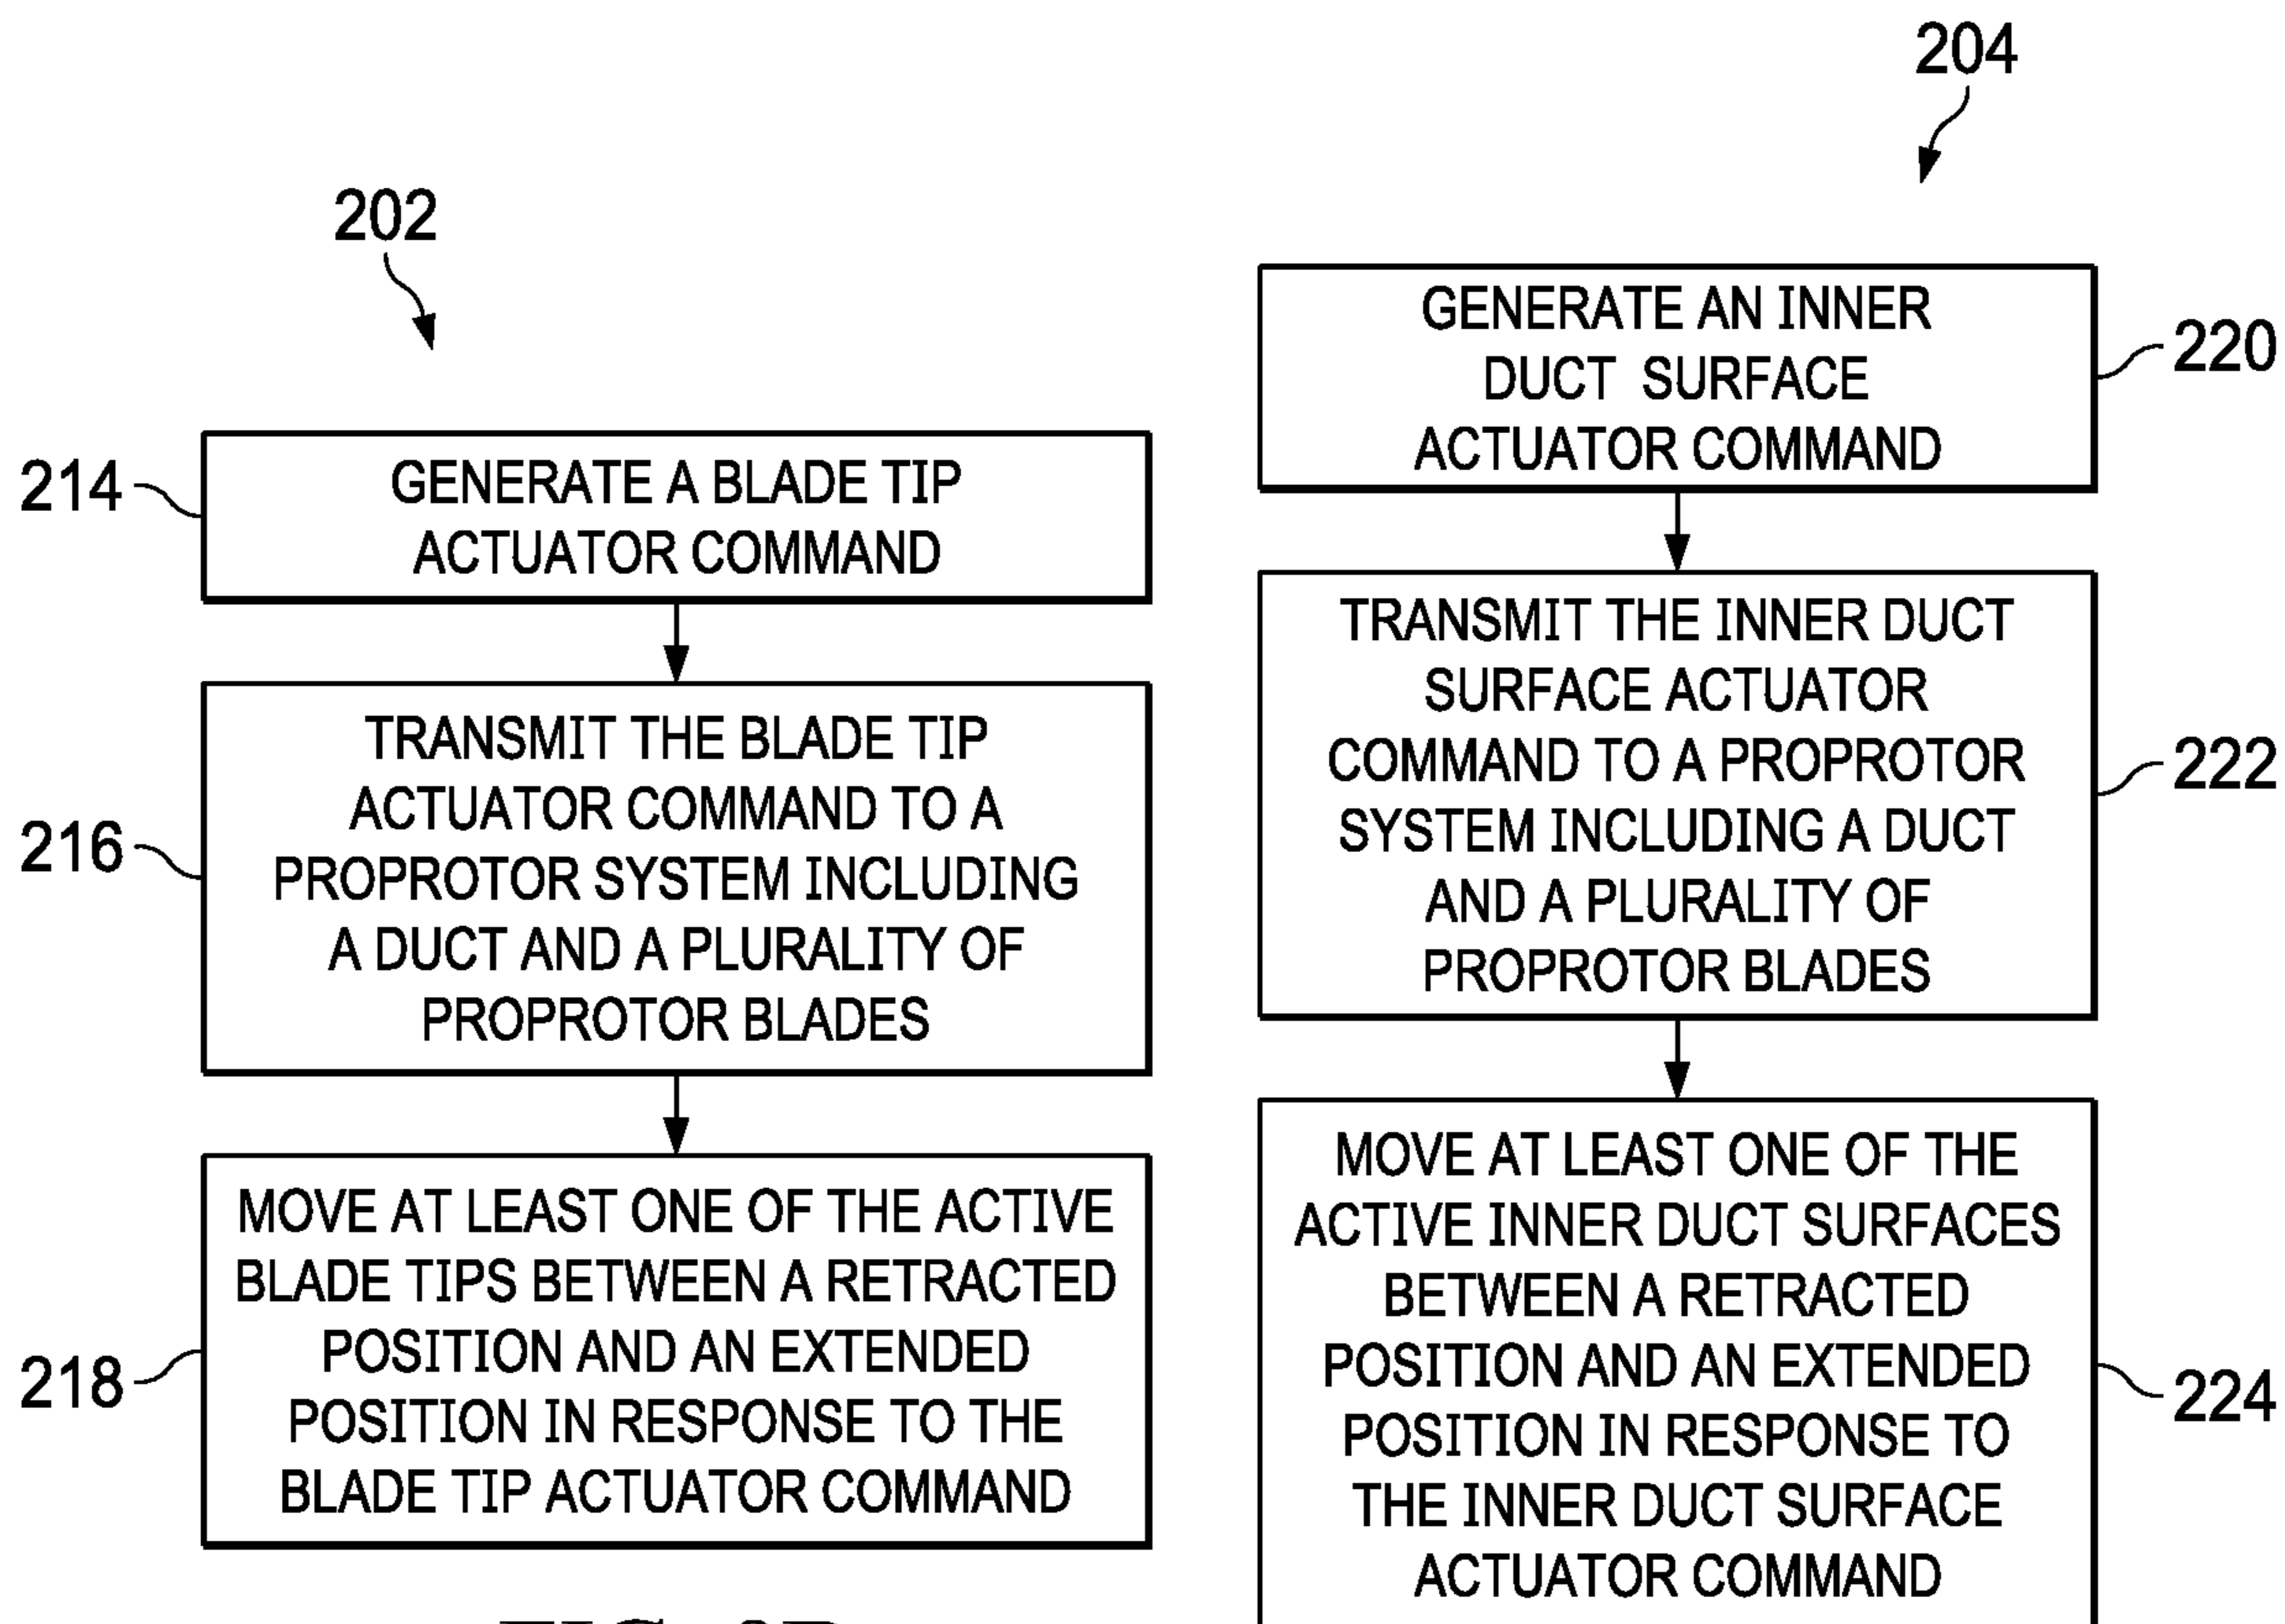 202
214
GENERATE A BLADE TIP
ACTUATOR COMMAND
216
TRANSMIT THE BLADE TIP
ACTUATOR COMMAND TO A
PROPROTOR SYSTEM INCLUDING
A DUCT AND A PLURALITY OF
PROPROTOR BLADES
218
MOVE AT LEAST ONE OF THE ACTIVE
BLADE TIPS BETWEEN A RETRACTED
POSITION AND AN EXTENDED
POSITION IN RESPONSE TO THE
BLADE TIP ACTUATOR COMMAND
204
GENERATE AN INNER
DUCT SURFACE
ACTUATOR COMMAND
220
TRANSMIT THE INNER DUCT
SURFACE ACTUATOR
COMMAND TO A PROPROTOR
SYSTEM INCLUDING A DUCT
AND A PLURALITY OF
PROPROTOR BLADES
222
MOVE AT LEAST ONE OF THE
ACTIVE INNER DUCT SURFACES
BETWEEN A RETRACTED
POSITION AND AN EXTENDED
POSITION IN RESPONSE TO
THE INNER DUCT SURFACE
ACTUATOR COMMAND
224